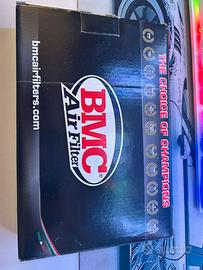 THE CHOICE OF CHAMPIONS
BMC
Air Filter
®
bmcairfilters.com